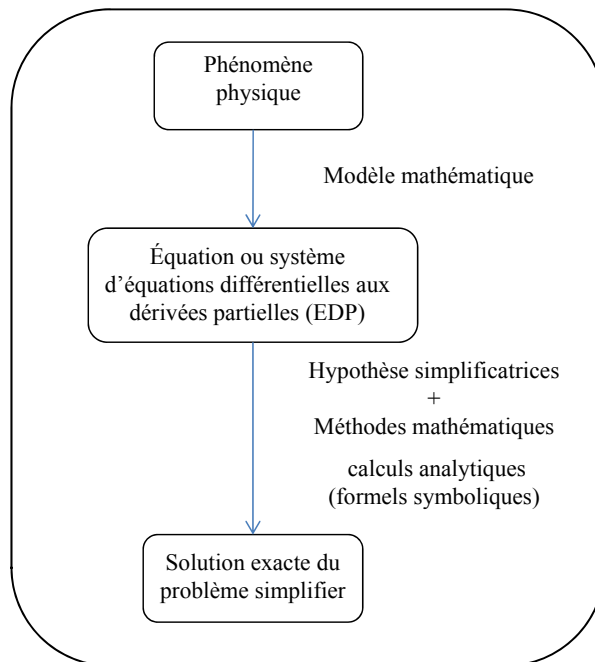 Phénomène
physique
Modèle mathématique
Équation ou système
d'équations différentielles aux
dérivées partielles (EDP)
Hypothèse simplificatrices
+
Méthodes mathématiques
calculs analytiques
(formels symboliques)
Solution exacte du
problème simplifier